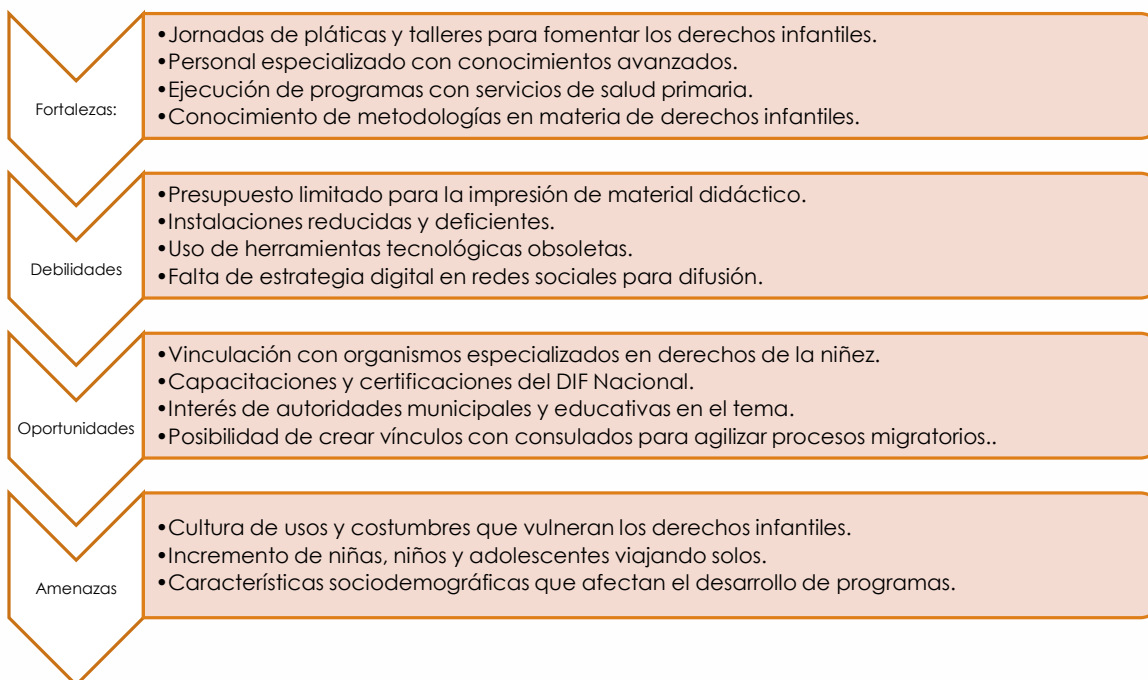 Fortalezas:
•Jornadas de pláticas y talleres para fomentar los derechos infantiles.
•Personal especializado con conocimientos avanzados.
•Ejecución de programas con servicios de salud primaria.
•Conocimiento de metodologías en materia de derechos infantiles.
Debilidades
•Presupuesto limitado para la impresión de material didáctico.
•Instalaciones reducidas y deficientes.
•Uso de herramientas tecnológicas obsoletas.
•Falta de estrategia digital en redes sociales para difusión.
Oportunidades
•Vinculación con organismos especializados en derechos de la niñez.
•Capacitaciones y certificaciones del DIF Nacional.
•Interés de autoridades municipales y educativas en el tema.
•Posibilidad de crear vínculos con consulados para agilizar procesos migratorios..
Amenazas
•Cultura de usos y costumbres que vulneran los derechos infantiles.
•Incremento de niñas, niños y adolescentes viajando solos.
•Características sociodemográficas que afectan el desarrollo de programas.